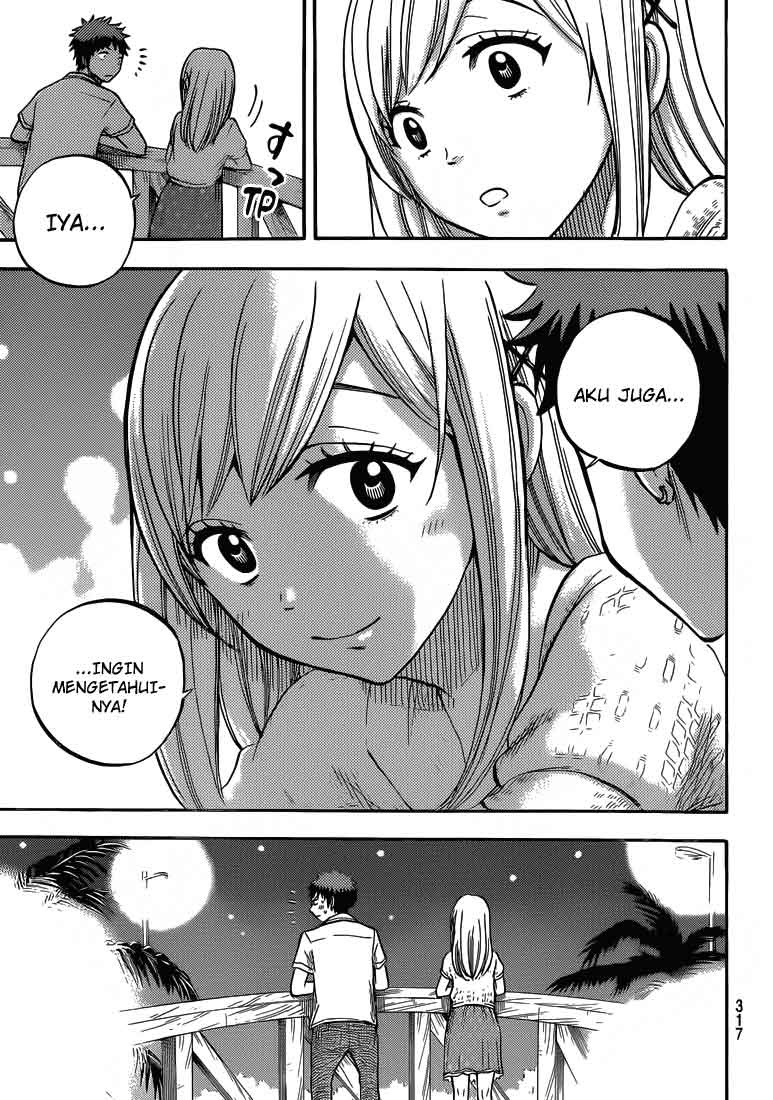 すっ
TP
IYA...
AKU JUGA...
...INGIN
MENGETAHUI-
NYA!
317